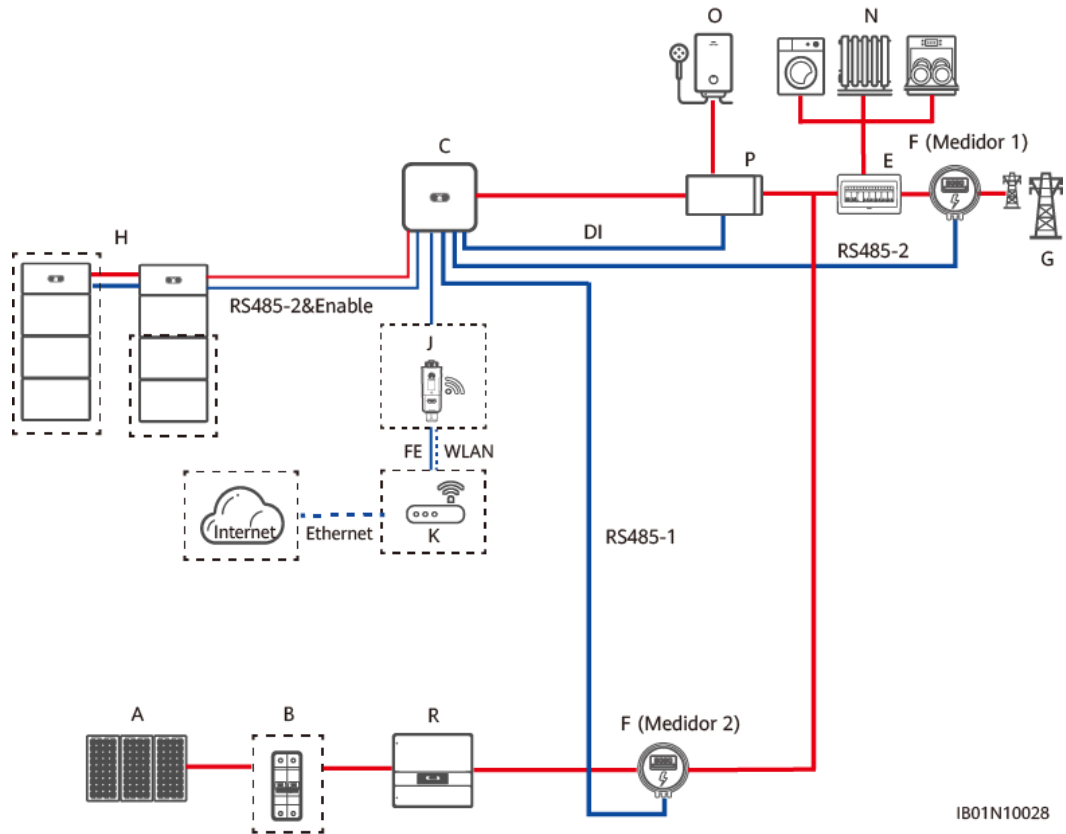 O
N
F (Medidor 1)
C
P
E
H
DI
RS485-2
G
RS485-2&Enable
J
FE
WLAN
Internet
Ethernet
K
RS485-1
A
B
R
F (Medidor 2)
IB01N10028